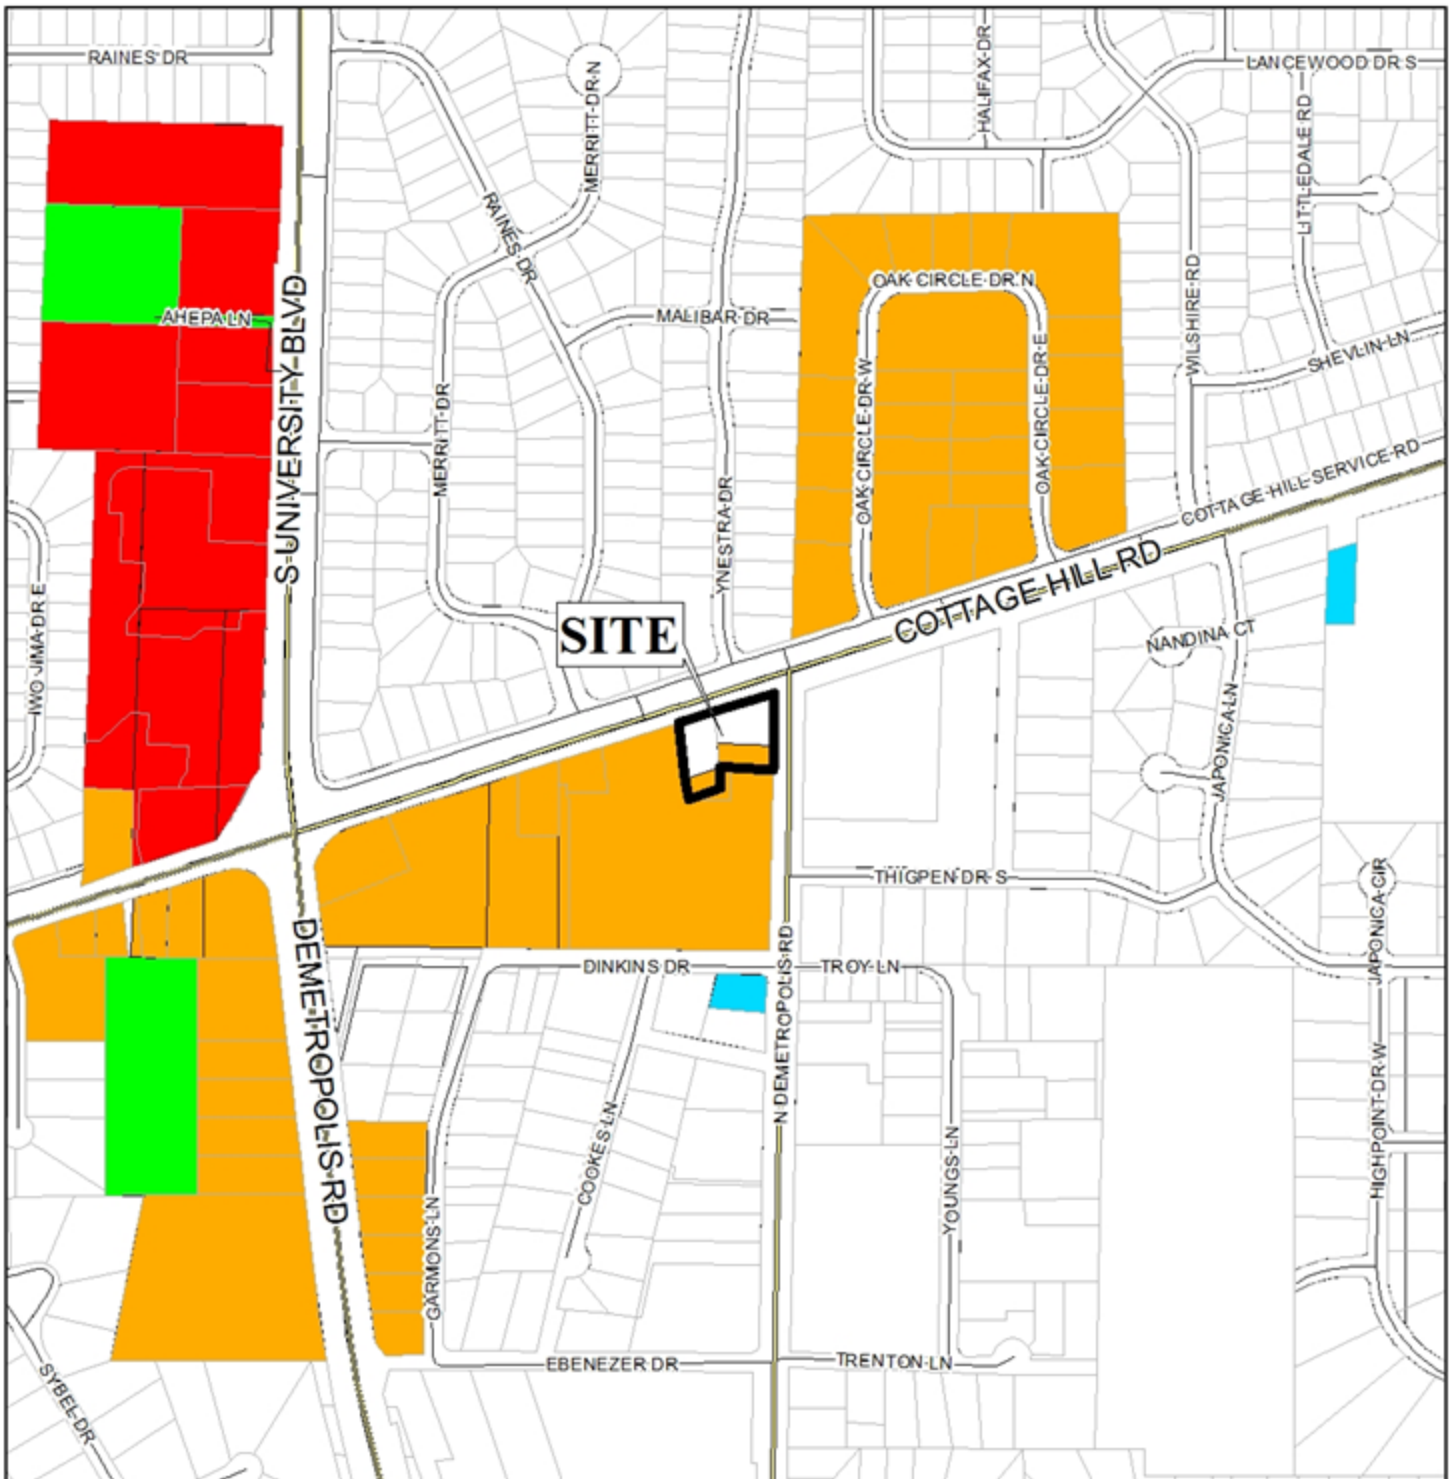 RAINES DR
HALIFAX DR
LANCEWOOD DR S
MERRITT DR N
LITTLEDALE RD
RAINES DR
OAK CIRCLE DR N
AHEPA LN
MALIBAR DR
S UNIVERSITY BLVD
WILSHIRE RD
SHEVLIN LN
MERRITT DR
OAK CIRCLE DR W
OAK CIRCLE DR E
YNESTRA DR
COTTAGE HILL SERVICE RD
COTTAGE HILL RD
IWO JIMA DR E
SITE
NANDINA CT
JAPONICA LN
THIGPEN DR S
JAPONICA CIR
DEMETROPOLIS RD
DINKINS DR
TROY LN
N DEMETROPOLIS RD
COOKES LN
YOUNGS LN
HIGHPOINT DR W
GARMONS LN
EBENEZER DR
TRENTON LN
SYBEL DR